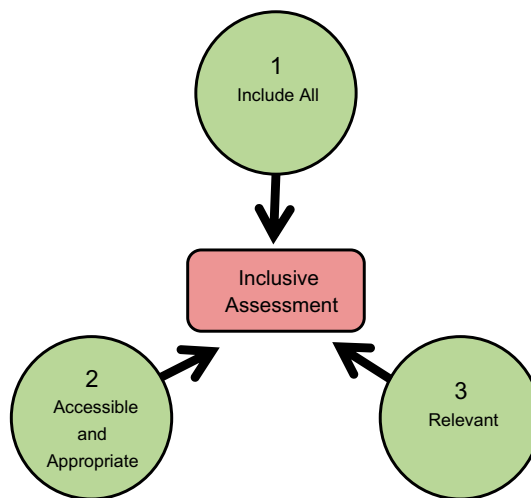 1
Include All
Inclusive
Assessment
2
Accessible
and
Appropriate
3
Relevant